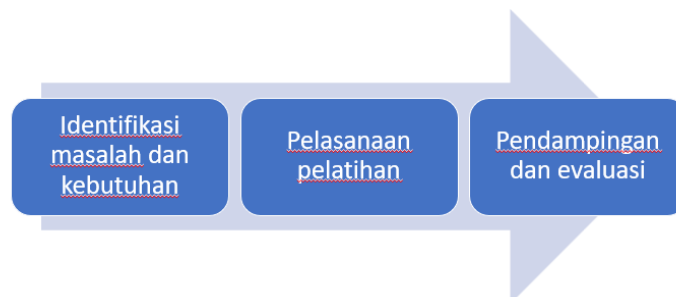 Identifikasi
masalah dan
kebutuhan
Pelasanaan
pelatihan
Pendampingan
dan evaluasi